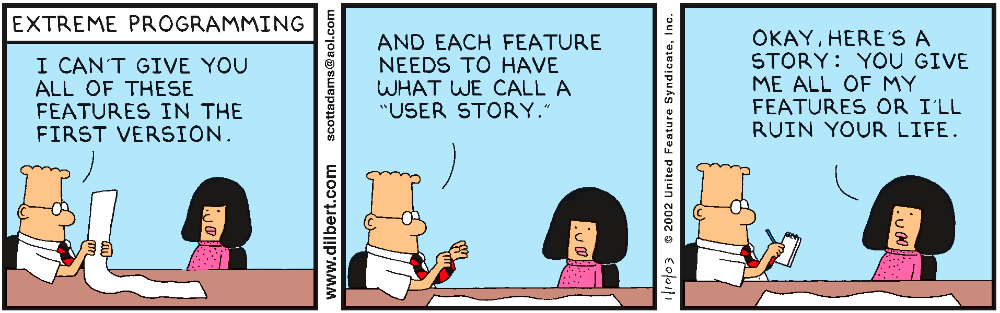 EXTREME PROGRAMMING
I CAN'T GIVE YOU
ALL OF THESE
FEATURES IN THE
FIRST VERSION.
www.dilbert.com scottadams@aol.com
AND EACH FEATURE
NEEDS TO HAVE
WHAT WE CALL A
"USER STORY."
1/10/03 © 2002 United Feature Syndicate, Inc.
OKAY, HERE'S A
STORY: YOU GIVE
ME ALL OF MY
FEATURES OR I'LL
RUIN YOUR LIFE.